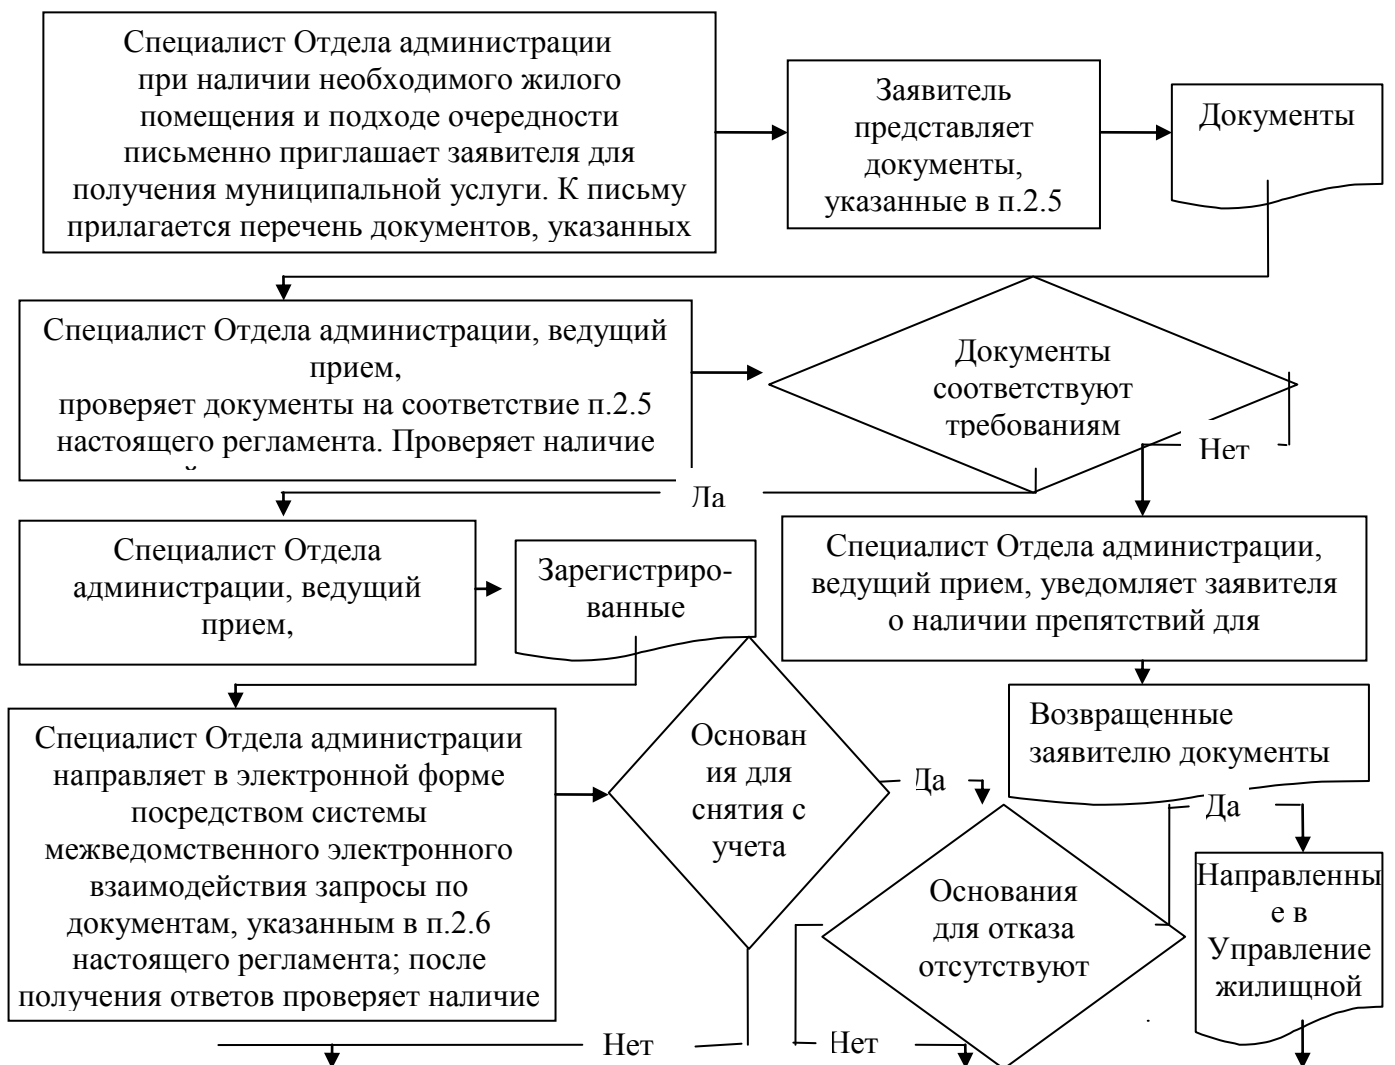 Специалист Отдела администрации
при наличии необходимого жилого
помещения и подходе очередности
письменно приглашает заявителя для
получения муниципальной услуги. К письму
прилагается перечень документов, указанных
Заявитель
представляет
документы,
указанные в п.2.5
Документы
Специалист Отдела администрации, ведущий
прием,
проверяет документы на соответствие п.2.5
настоящего регламента. Проверяет наличие
Документы
соответствуют
требованиям
Нет
Да
Специалист Отдела
администрации, ведущий
прием,
Зарегистриро-
ванные
Специалист Отдела администрации,
ведущий прием, уведомляет заявителя
о наличии препятствий для
Возвращенные
заявителю документы
Специалист Отдела администрации
направляет в электронной форме
посредством системы
межведомственного электронного
взаимодействия запросы по
документам, указанным в п.2.6
настоящего регламента; после
получения ответов проверяет наличие
Основан
ия для
снятия с
учета
Да
Основания
для отказа
отсутствуют
Да
Направленны
е в
Управление
жилищной
Нет
Нет